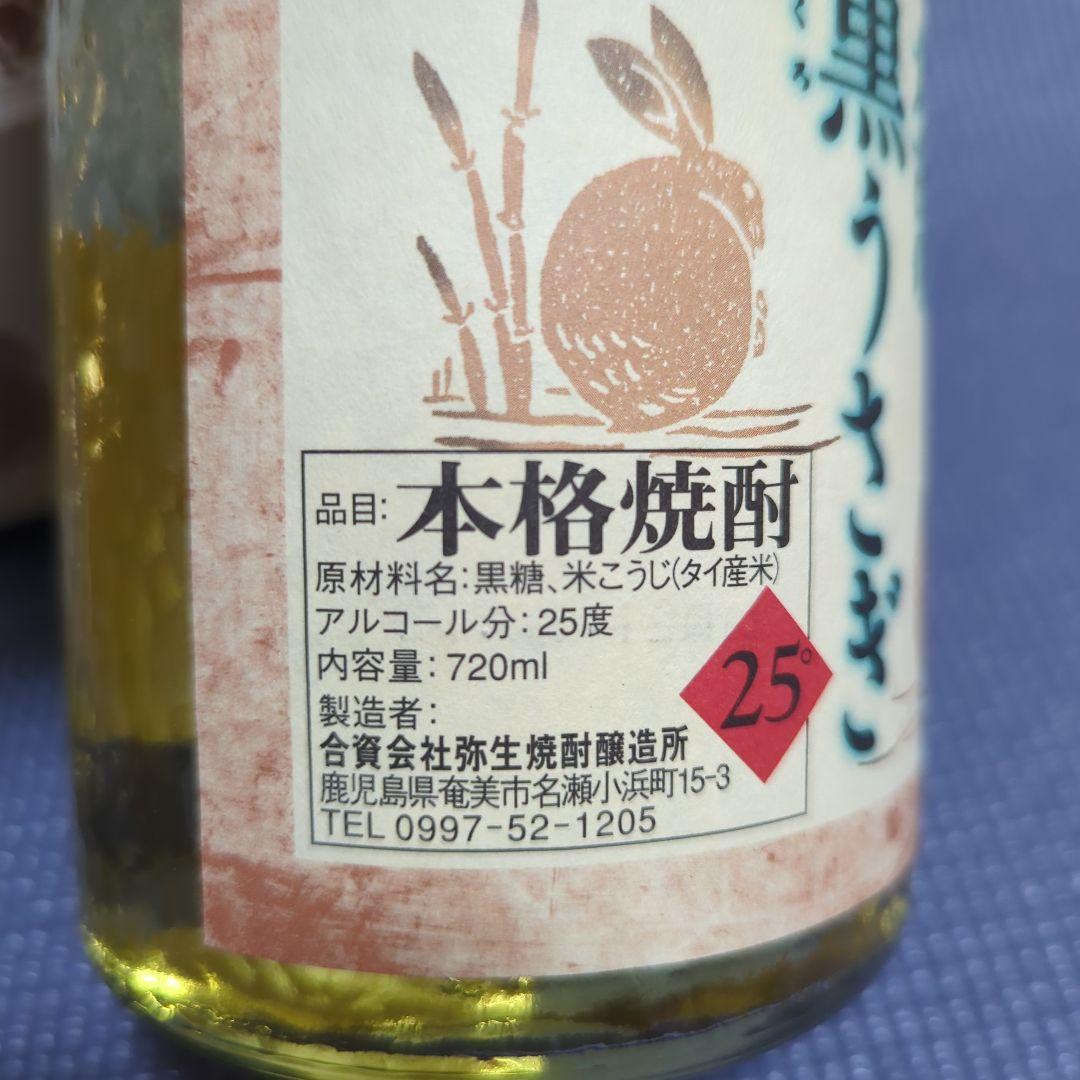 黒うさぎ
くろ
品目: 本格焼酎
原材料名:黒糖、米こうじ(タイ産米)
アルコール分:25度
内容量:720ml
製造者:
合資会社弥生焼酎醸造所
鹿児島県奄美市名瀬小浜町15-3
TEL 0997-52-1205
25°